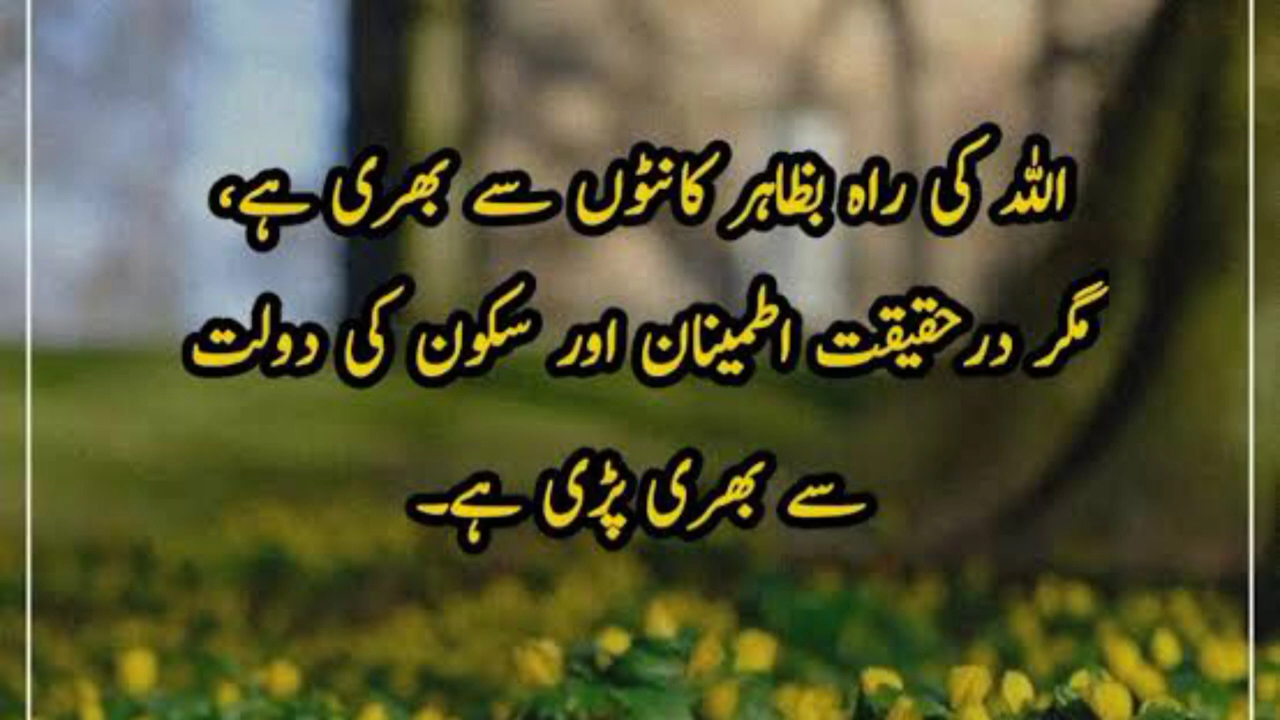 اللہ کی راہ بظاہر کانٹوں سے بھری ہے،
مگر درحقیقت اطمینان اور سکون کی دولت
سے بھری پڑی ہے۔